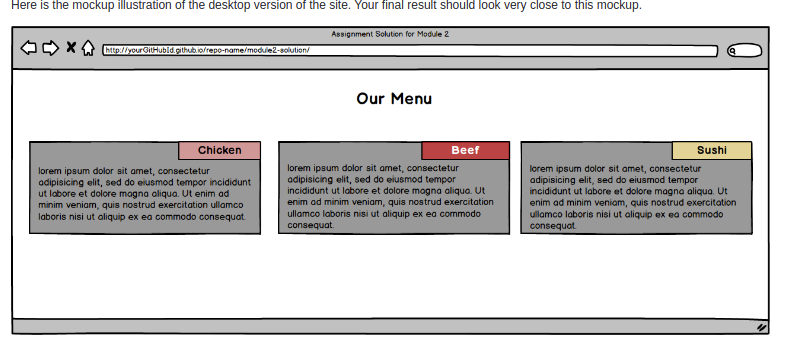 Here is the mockup illustration of the desktop version of the site. Your final result should look very close to this mockup.
Assignment Solution for Module 2
http://yourGitHubId.github.io/repo-name/module2-solution/
Our Menu
Chicken
lorem ipsum dolor sit amet, consectetur
adipisicing elit, sed do eiusmod tempor incididunt
ut labore et dolore magna aliqua. Ut enim ad
minim veniam, quis nostrud exercitation ullamco
laboris nisi ut aliquip ex ea commodo consequat.
Beef
lorem ipsum dolor sit amet, consectetur
adipisicing elit, sed do eiusmod tempor
incididunt ut labore et dolore magna aliqua. Ut
enim ad minim veniam, quis nostrud exercitation
ullamco laboris nisi ut aliquip ex ea commodo
consequat.
Sushi
lorem ipsum dolor sit amet, consectetur
adipisicing elit, sed do eiusmod tempor
incididunt ut labore et dolore magna aliqua. Ut
enim ad minim veniam, quis nostrud exercitation
ullamco laboris nisi ut aliquip ex ea commodo
consequat.